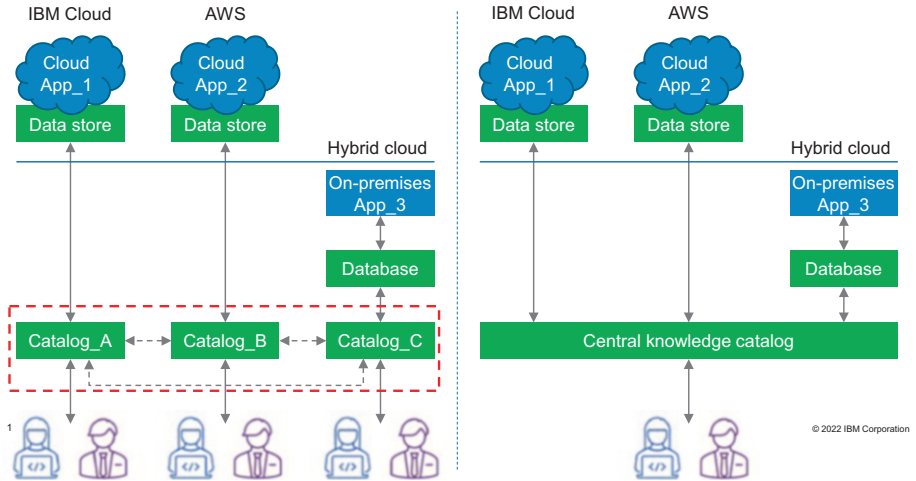 IBM Cloud
AWS
Cloud
App_1
Cloud
App_2
Data store
Data store
Hybrid cloud
On-premises
App_3
Database
Catalog_A
Catalog_B
Catalog_C
</>
</>
</>
1
IBM Cloud
AWS
Cloud
App_1
Cloud
App_2
Data store
Data store
Hybrid cloud
On-premises
App_3
Database
Central knowledge catalog
</>
© 2022 IBM Corporation